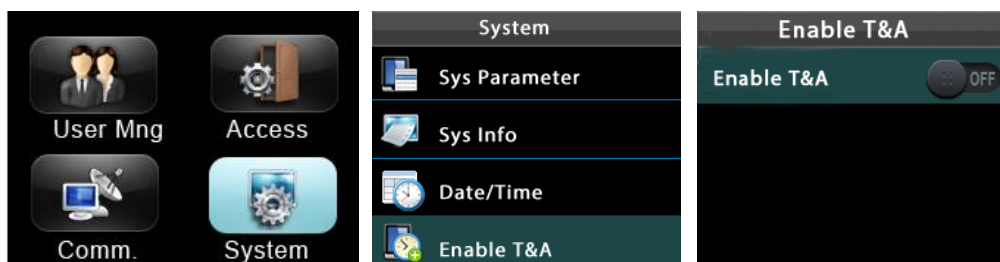 User Mng
Access
Comm.
System
System
Sys Parameter
Sys Info
Date/Time
Enable T&A
Enable T&A
Enable T&A
OFF